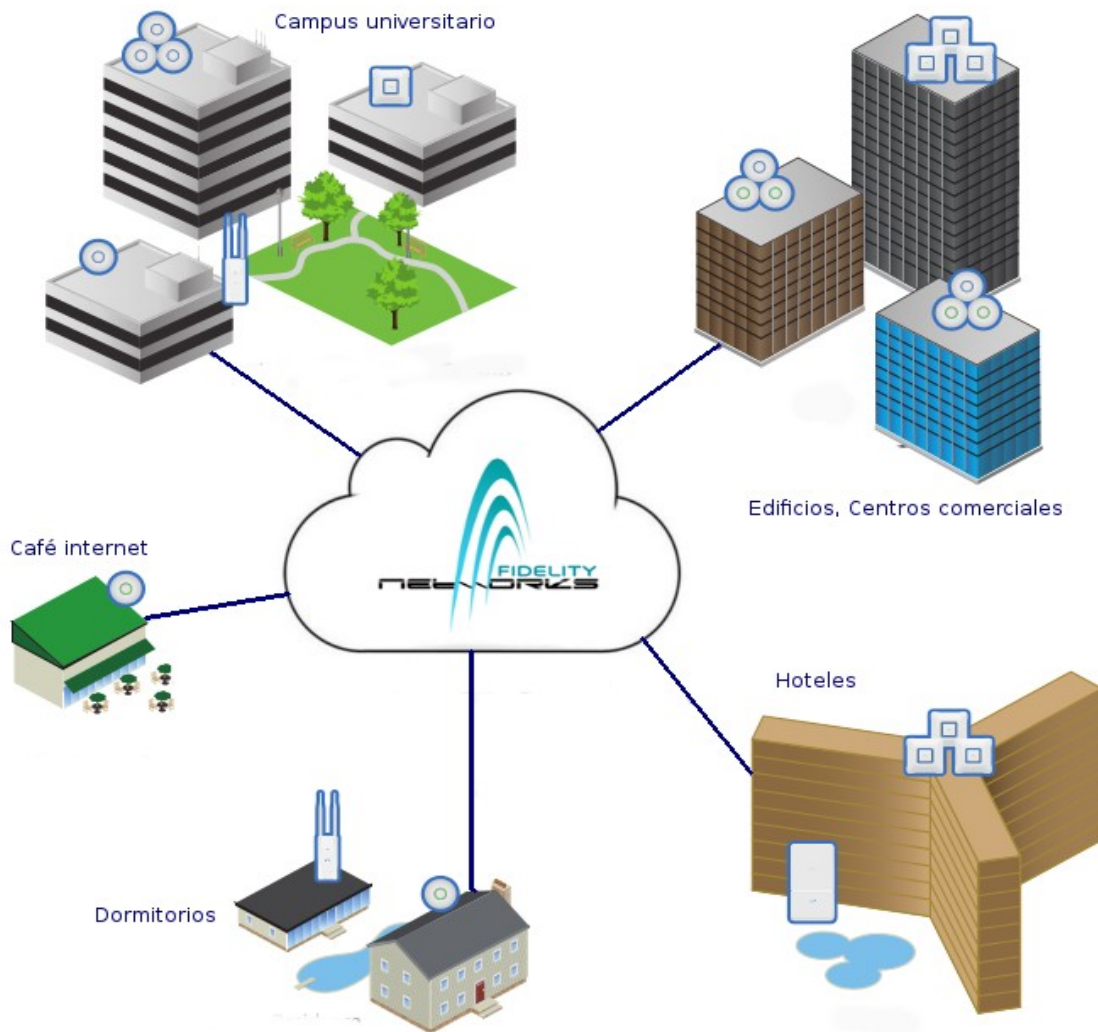 Campus universitario
Edificios, Centros comerciales
Café internet
FIDELITY
NETWORKS
Hoteles
Dormitorios